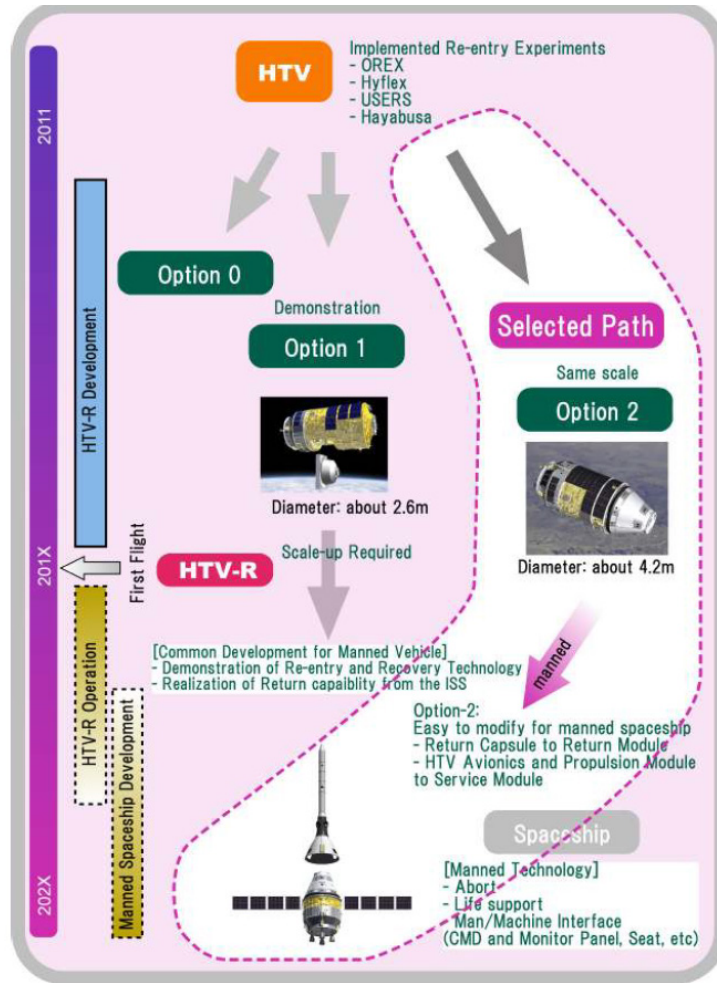 HTV
Implemented Re-entry Experiments
- OREX
- Hyflex
- USERS
- Hayabusa
2011
Option 0
Demonstration
Option 1
Selected Path
Same scale
Option 2
HTV-R Development
Diameter: about 2.6m
Diameter: about 4.2m
201X
First Flight
HTV-R
Scale-up Required
manned
[Common Development for Manned Vehicle]
- Demonstration of Re-entry and Recovery Technology
- Realization of Return capaiblity from the ISS
HTV-R Operation
Manned Spaceship Development
Option-2:
Easy to modify for manned spaceship
- Return Capsule to Return Module
- HTV Avionics and Propulsion Module
to Service Module
Spaceship
[Manned Technology]
- Abort
- Life support
- Man/Machine Interface
(CMD and Monitor Panel, Seat, etc)
202X